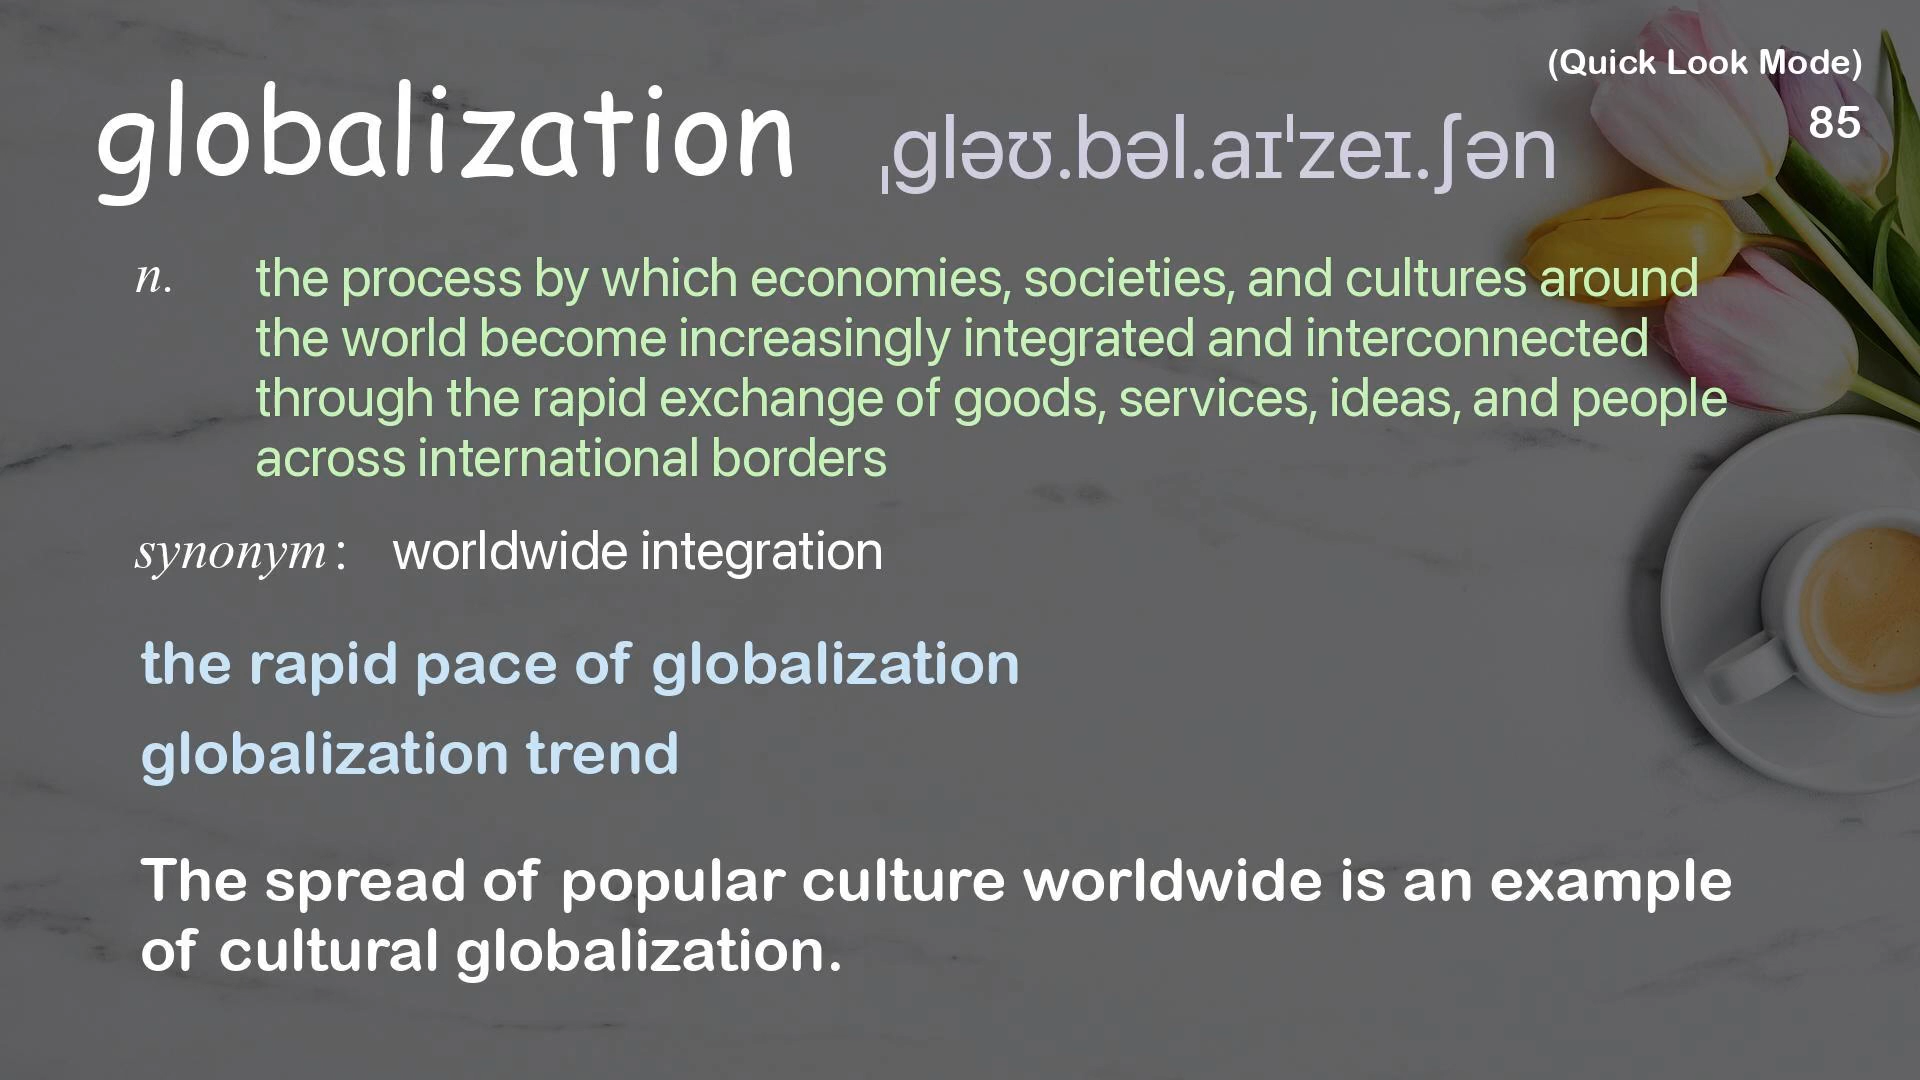 (Quick Look Mode)
85
globalization ˌɡləʊ.bəl.aɪˈzeɪ.ʃən
n. the process by which economies, societies, and cultures around
the world become increasingly integrated and interconnected
through the rapid exchange of goods, services, ideas, and people
across international borders
synonym: worldwide integration
the rapid pace of globalization
globalization trend
The spread of popular culture worldwide is an example
of cultural globalization.